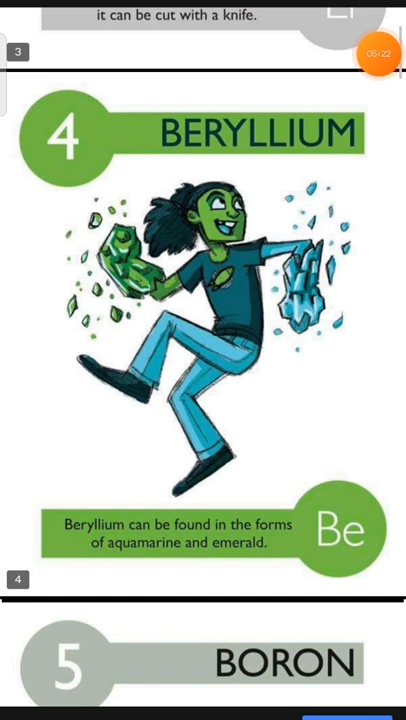 it can be cut with a knife.
Li
3
05:22
4
BERYLLIUM
Beryllium can be found in the forms
of aquamarine and emerald.
Be
4
5
BORON